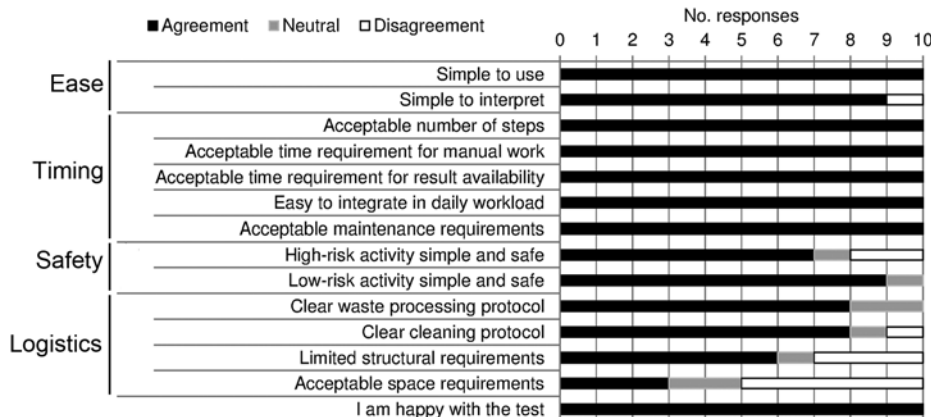 No. responses
Agreement Neutral Disagreement
0 1 2 3 4 5 6 7 8 9 10
Ease
Simple to use
Simple to interpret
Timing
Acceptable number of steps
Acceptable time requirement for manual work
Acceptable time requirement for result availability
Easy to integrate in daily workload
Acceptable maintenance requirements
Safety
High-risk activity simple and safe
Low-risk activity simple and safe
Logistics
Clear waste processing protocol
Clear cleaning protocol
Limited structural requirements
Acceptable space requirements
I am happy with the test